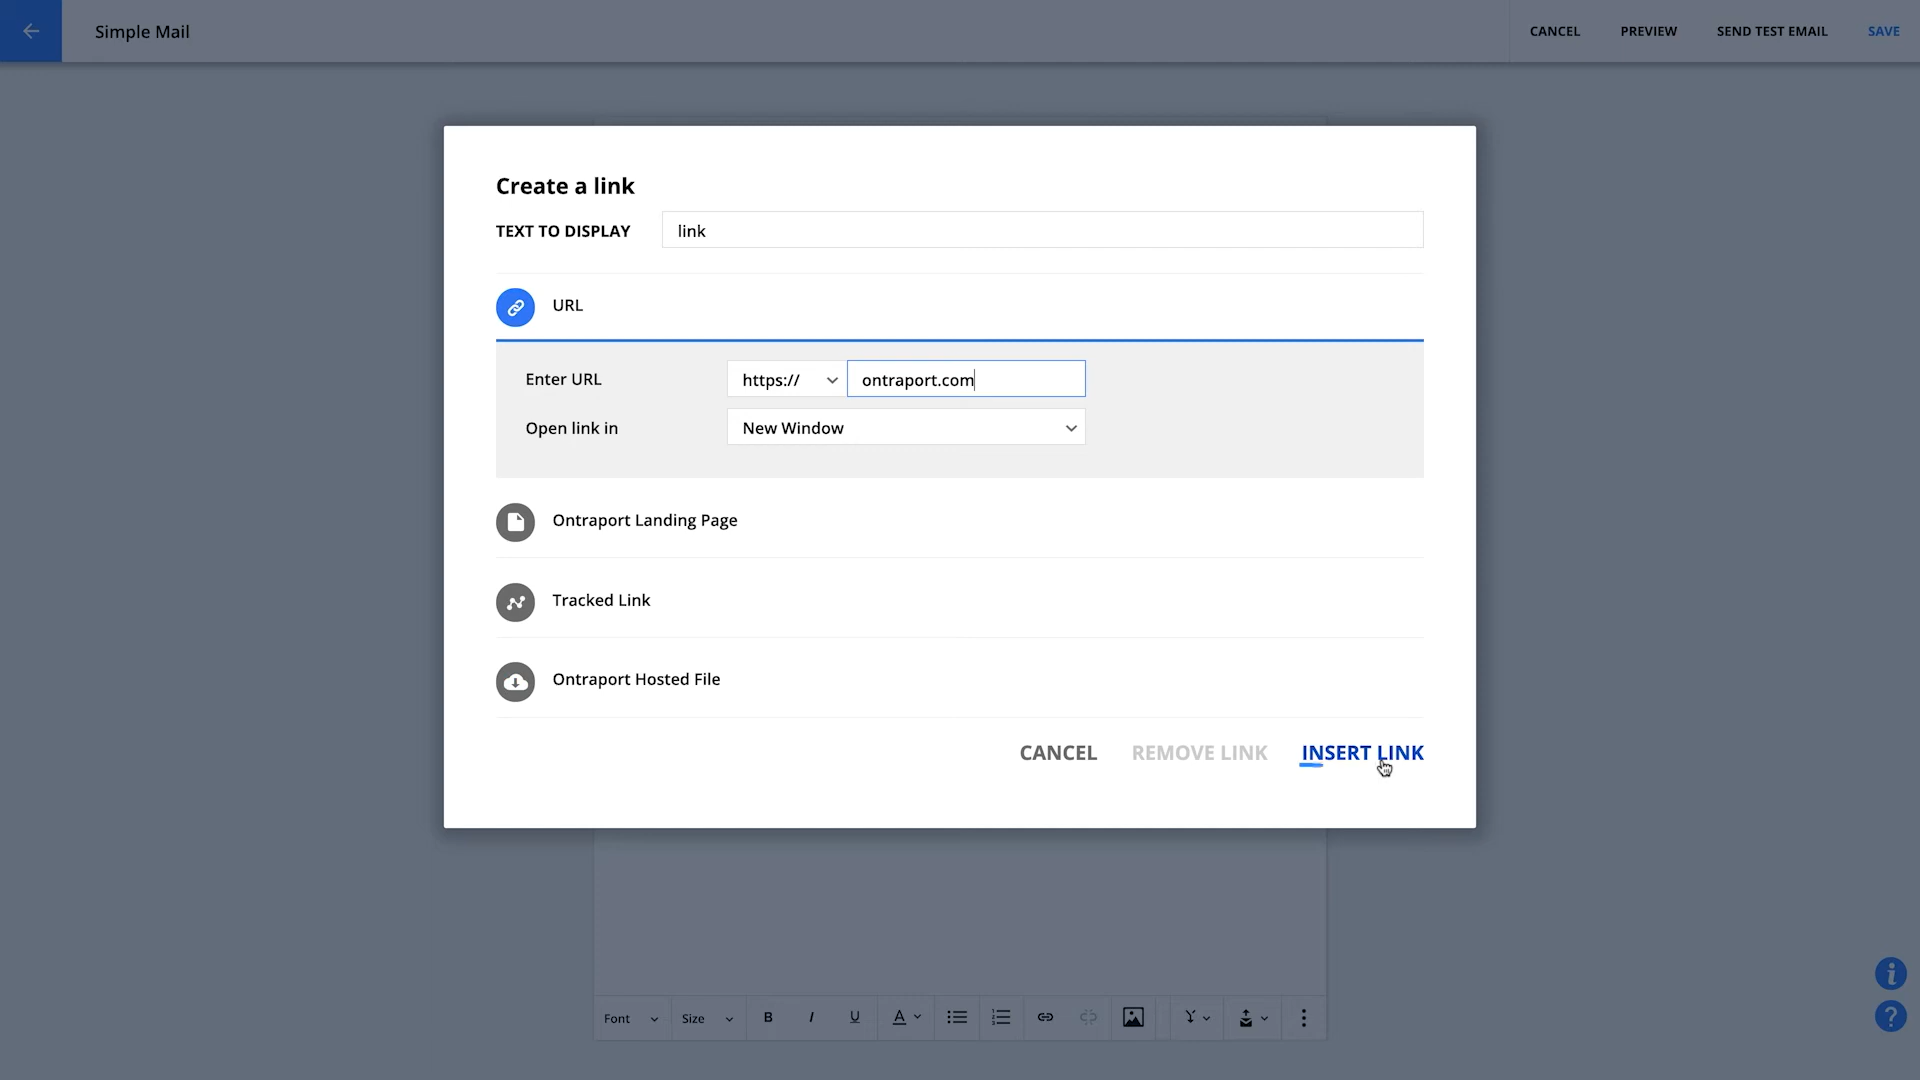 Simple Mail
CANCEL PREVIEW SEND TEST EMAIL SAVE
Create a link
TEXT TO DISPLAY link
URL
Enter URL https:// ontraport.com
Open link in New Window
Ontraport Landing Page
Tracked Link
Ontraport Hosted File
CANCEL REMOVE LINK INSERT LINK
Font Size B I U A